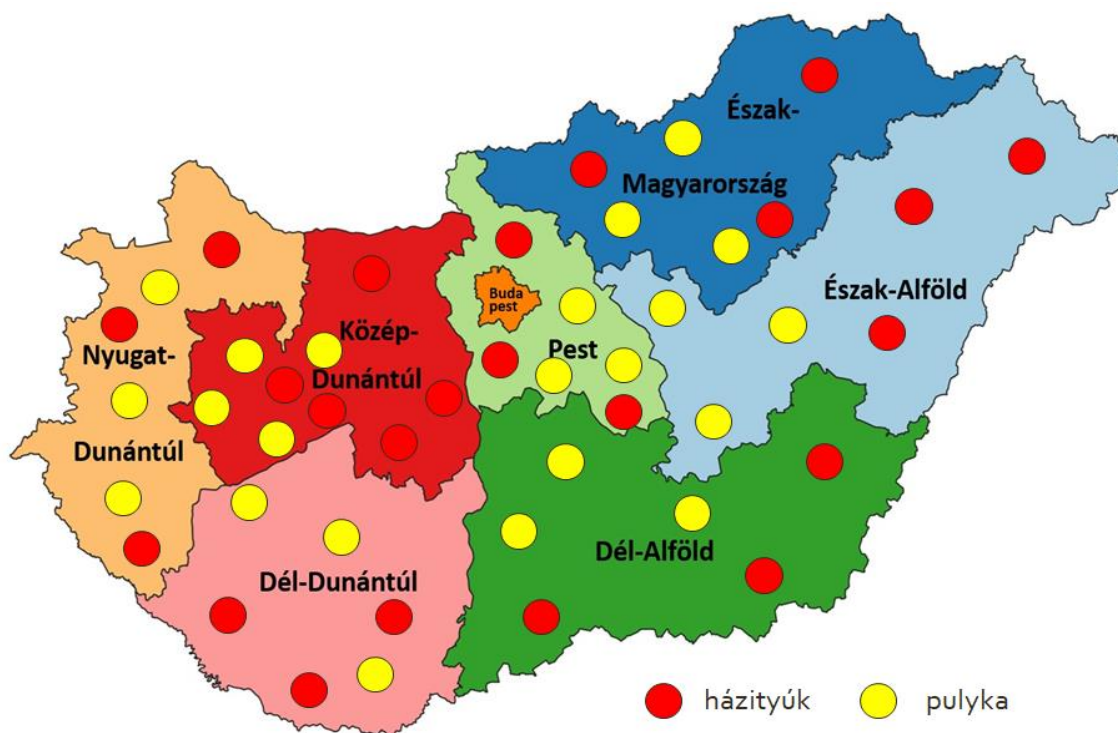 Észak-
Magyarország
Észak-Alföld
Buda
pest
Pest
Közép-
Dunántúl
Nyugat-
Dunántúl
Dél-Dunántúl
Dél-Alföld
házityúk
pulyka